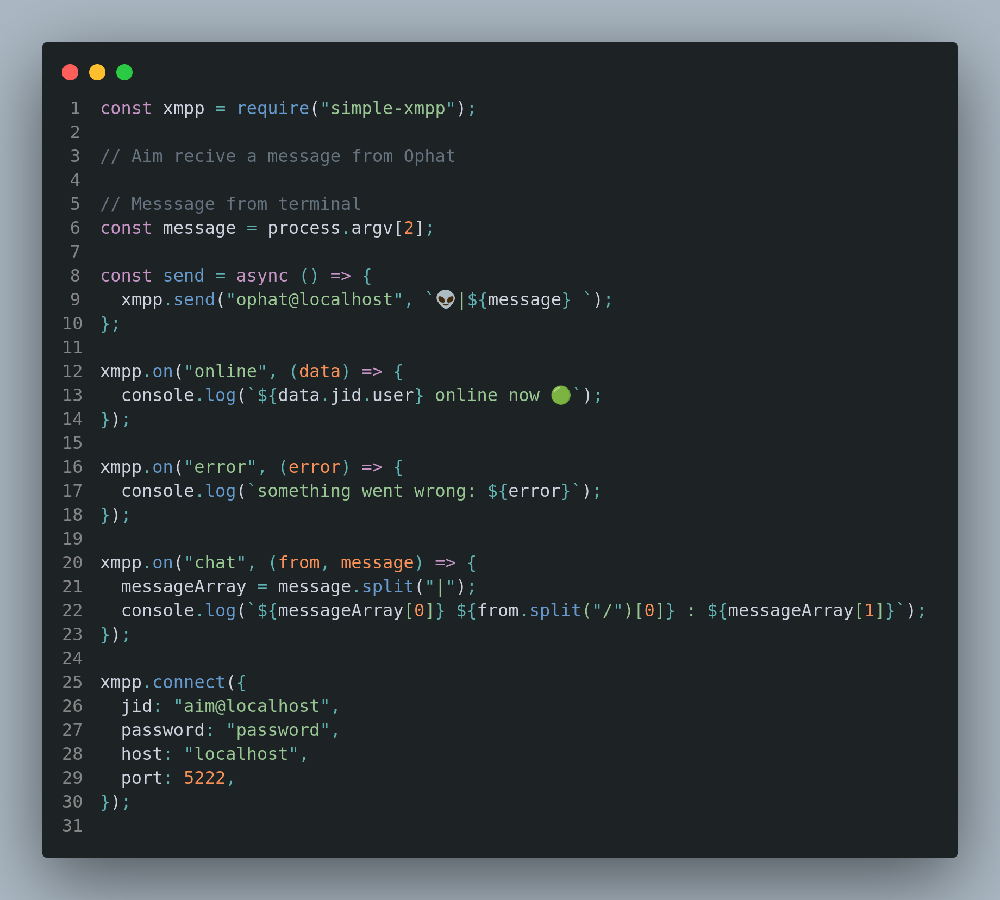 1 const xmpp = require("simple-xmpp");
2
3 // Aim recive a message from Ophat
4
5 // Messsage from terminal
6 const message = process.argv[2];
7
8 const send = async () => {
9   xmpp.send("ophat@localhost", `👽|${message} `);
10 };
11
12 xmpp.on("online", (data) => {
13   console.log(`${data.jid.user} online now 🟢`);
14 });
15
16 xmpp.on("error", (error) => {
17   console.log(`something went wrong: ${error}`);
18 });
19
20 xmpp.on("chat", (from, message) => {
21   messageArray = message.split("|");
22   console.log(`${messageArray[0]} ${from.split("/")[0]} : ${messageArray[1]}`);
23 });
24
25 xmpp.connect({
26   jid: "aim@localhost",
27   password: "password",
28   host: "localhost",
29   port: 5222,
30 });
31